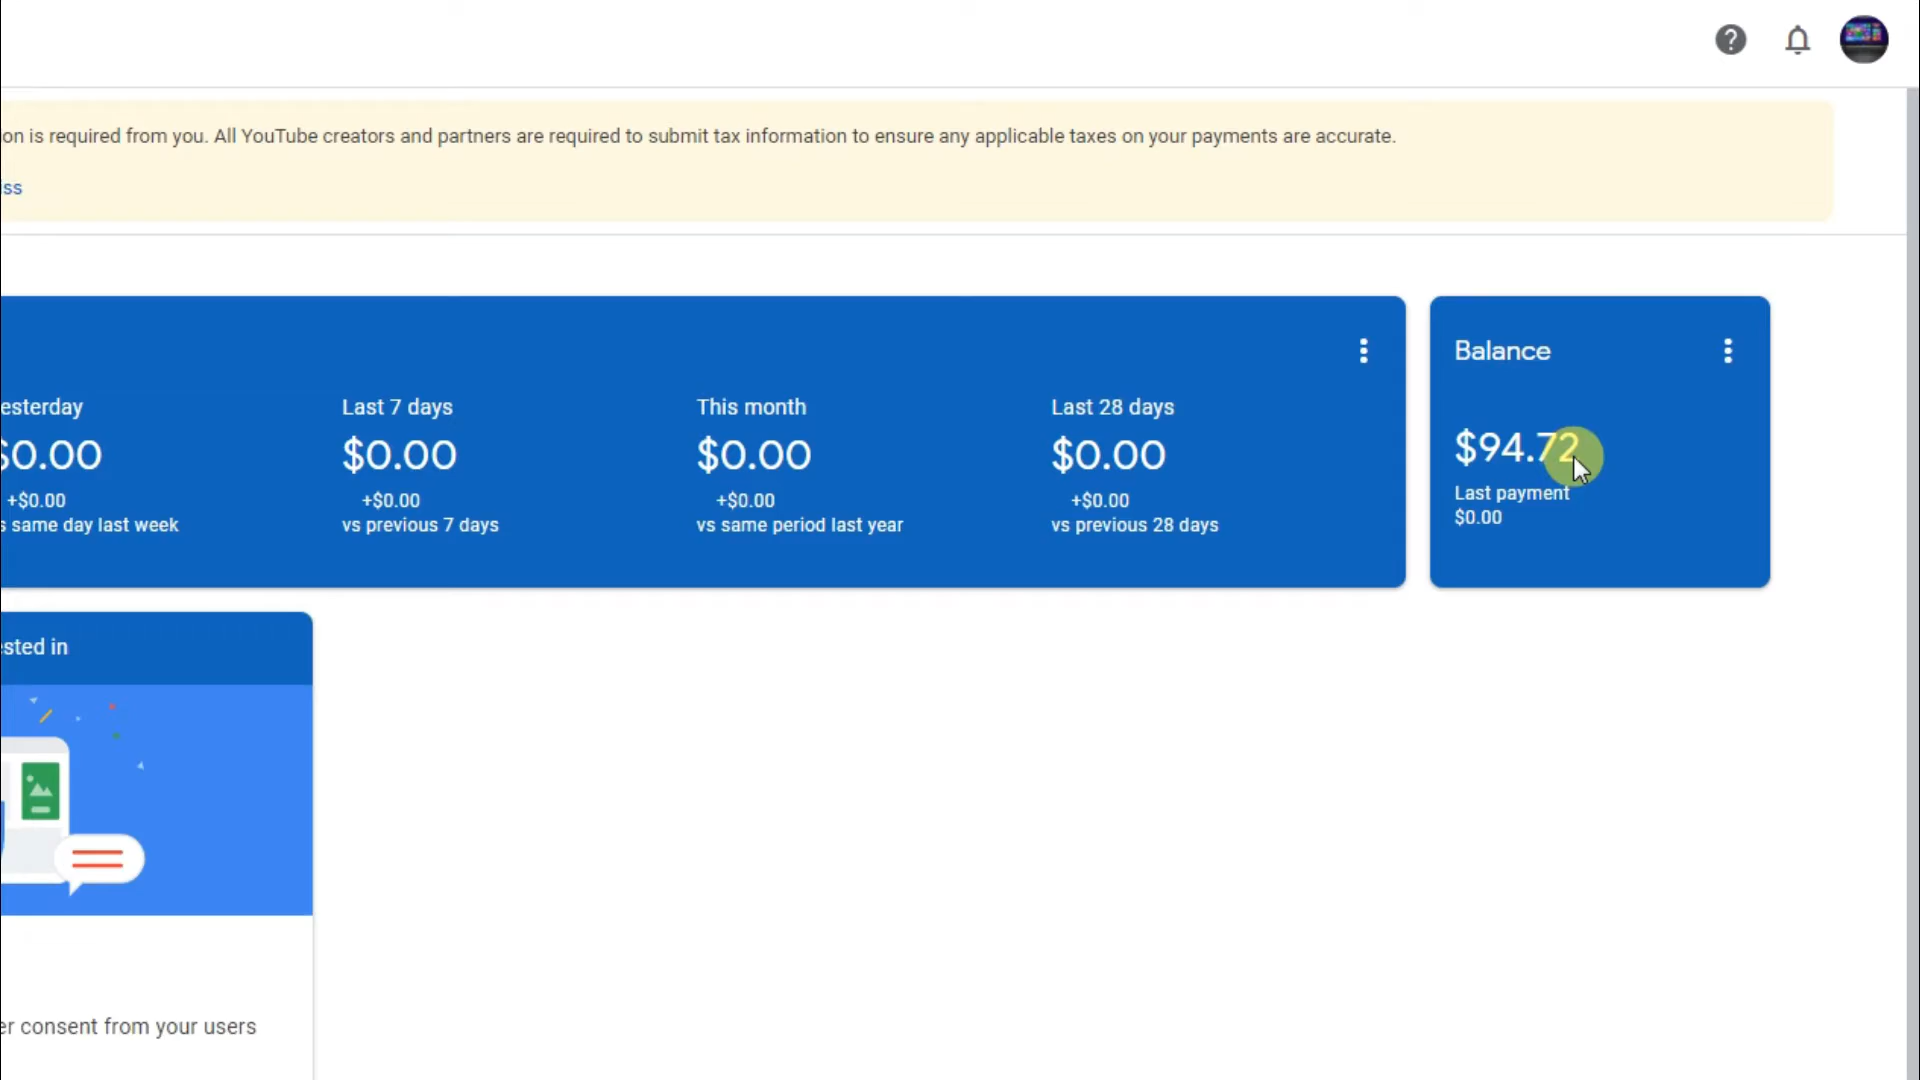 on is required from you. All YouTube creators and partners are required to submit tax information to ensure any applicable taxes on your payments are accurate.
iss
esterday
$0.00
+$0.00
s same day last week
Last 7 days
$0.00
+$0.00
vs previous 7 days
This month
$0.00
+$0.00
vs same period last year
Last 28 days
$0.00
+$0.00
vs previous 28 days
Balance
$94.72
Last payment
$0.00
ested in
er consent from your users